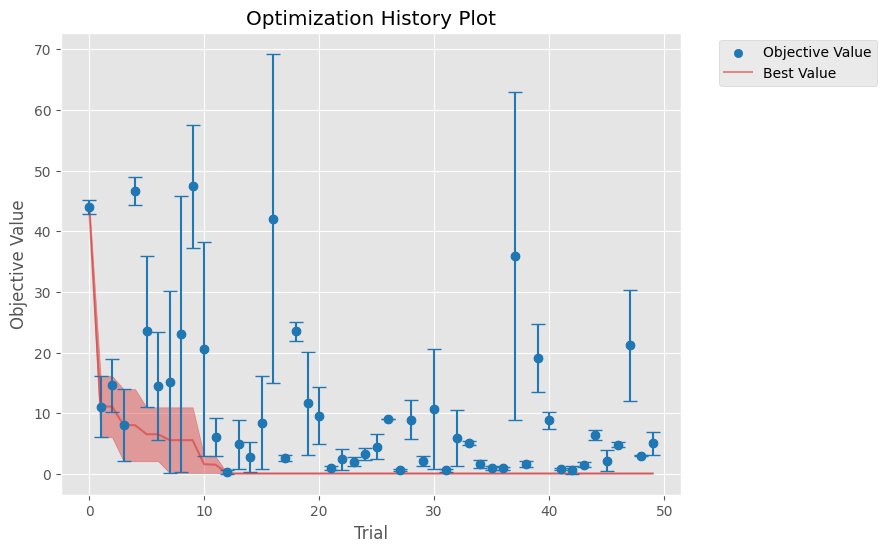 Optimization History Plot
Objective Value
Best Value
Objective Value
70
60
50
40
30
20
10
0
0 10 20 30 40 50
Trial